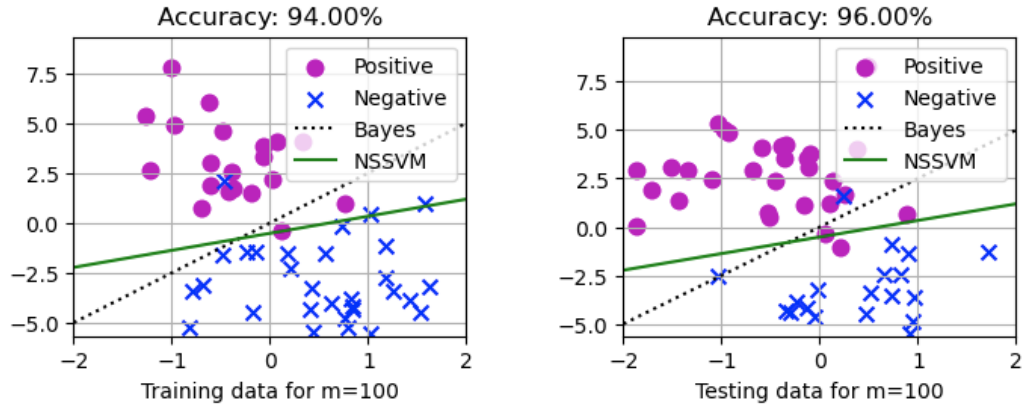 Accuracy: 94.00%
7.5
5.0
2.5
0.0
−2.5
−5.0
Positive
Negative
Bayes
NSSVM
−2 −1 0 1 2
Training data for m=100
Accuracy: 96.00%
7.5
5.0
2.5
0.0
−2.5
−5.0
Positive
Negative
Bayes
NSSVM
−2 −1 0 1 2
Testing data for m=100